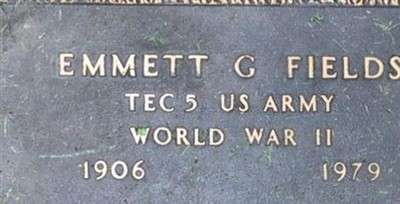 EMMETT G FIELDS
TEC 5 US ARMY
WORLD WAR II
1906 1979